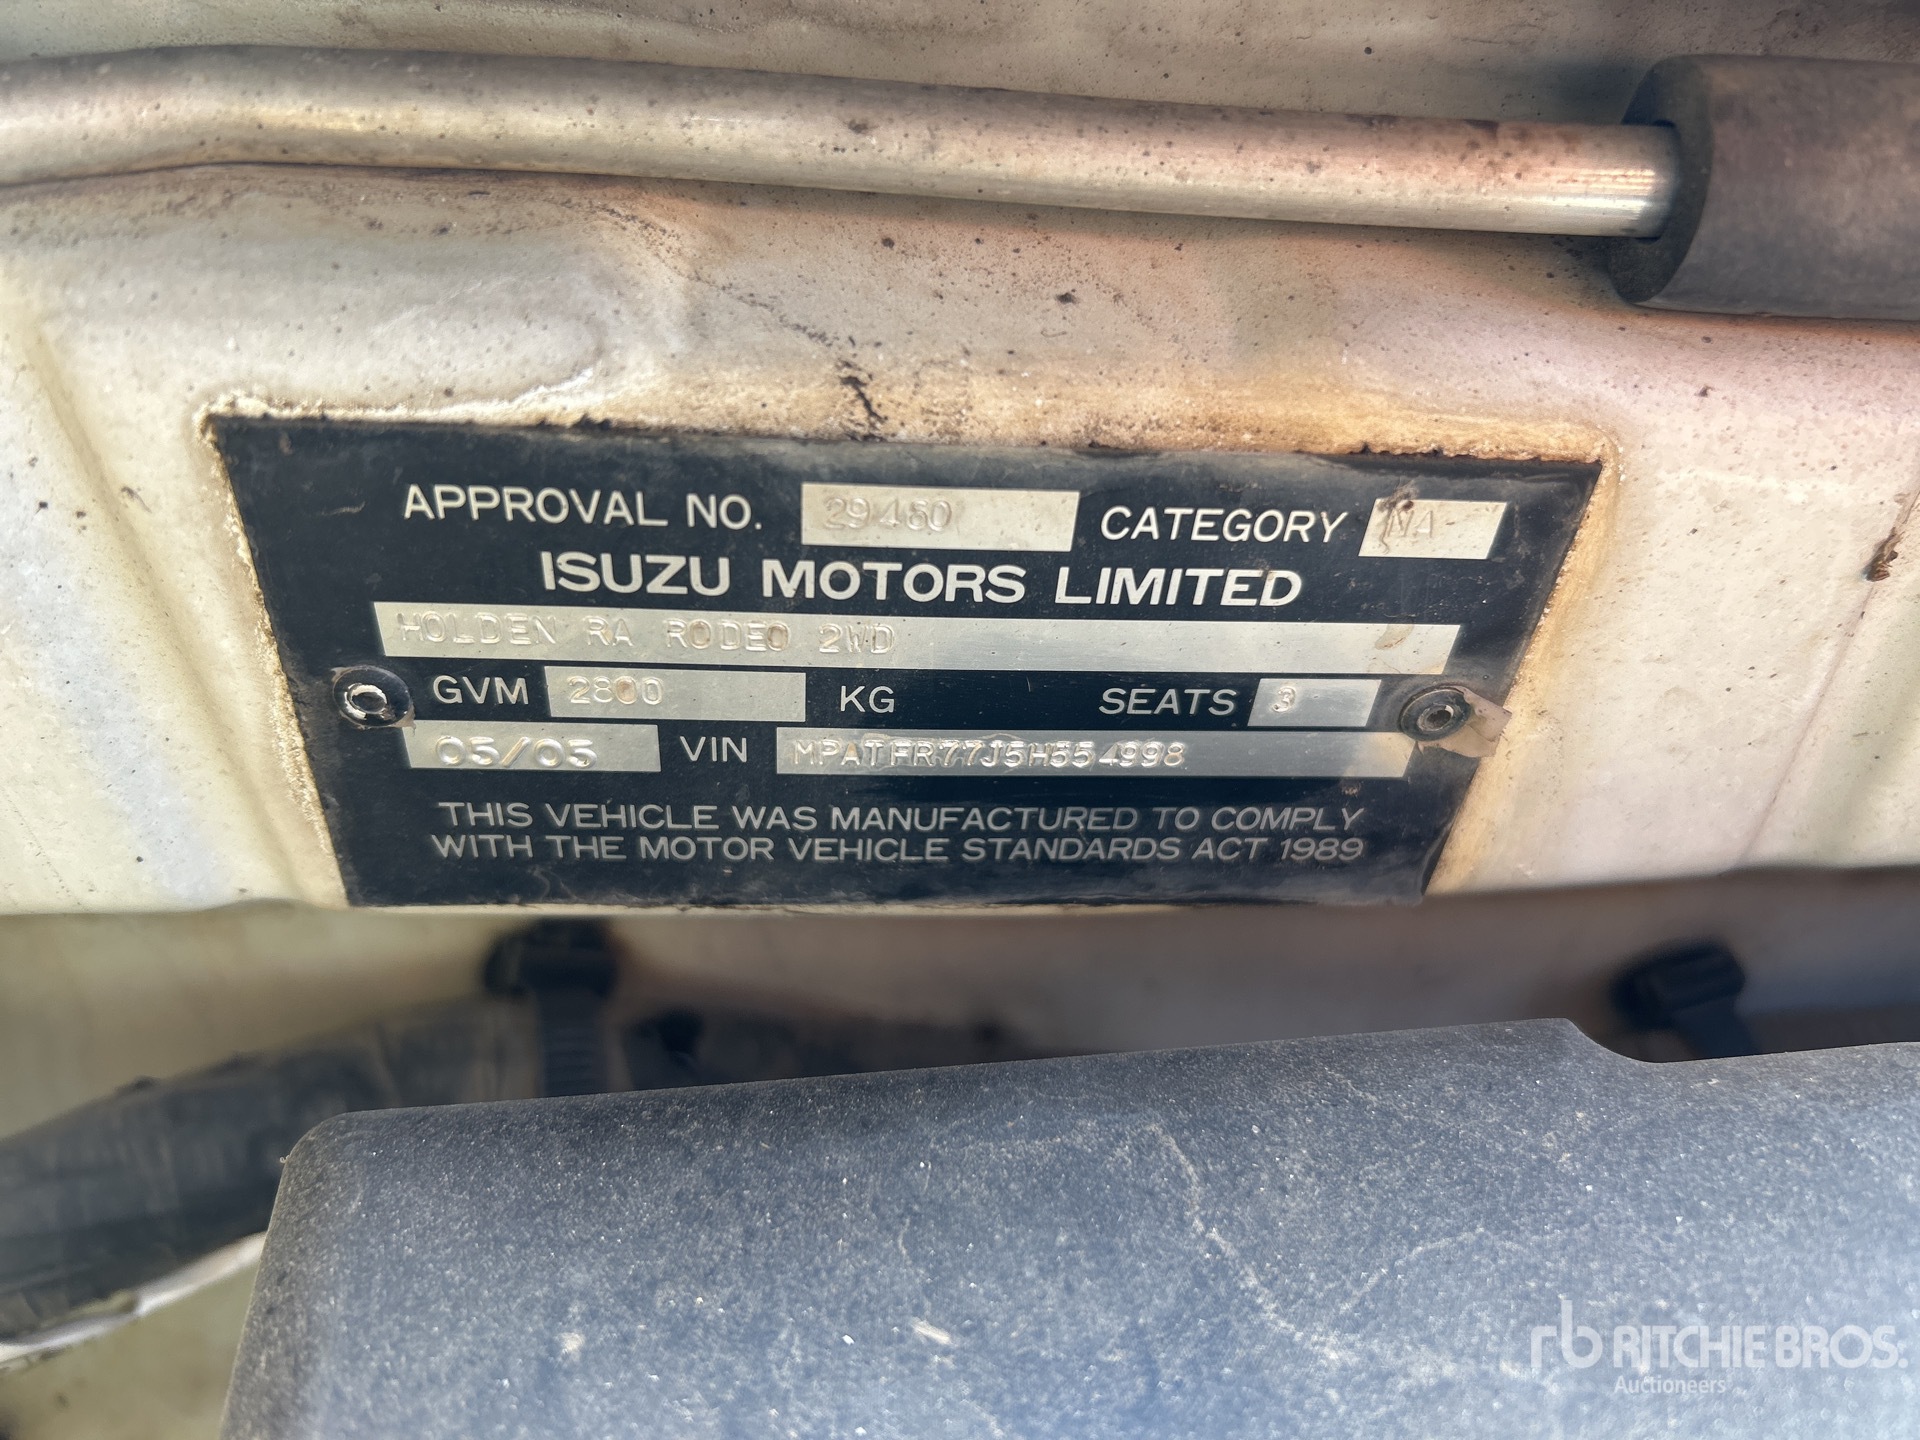 APPROVAL NO. 29460 CATEGORY NA
ISUZU MOTORS LIMITED
HOLDEN RA RODEO 2WD
GVM 2800 KG SEATS 3
05/05 VIN MPATFR77J5H554998
THIS VEHICLE WAS MANUFACTURED TO COMPLY
WITH THE MOTOR VEHICLE STANDARDS ACT 1989
rb RITCHIE BROS.
Auctioneers